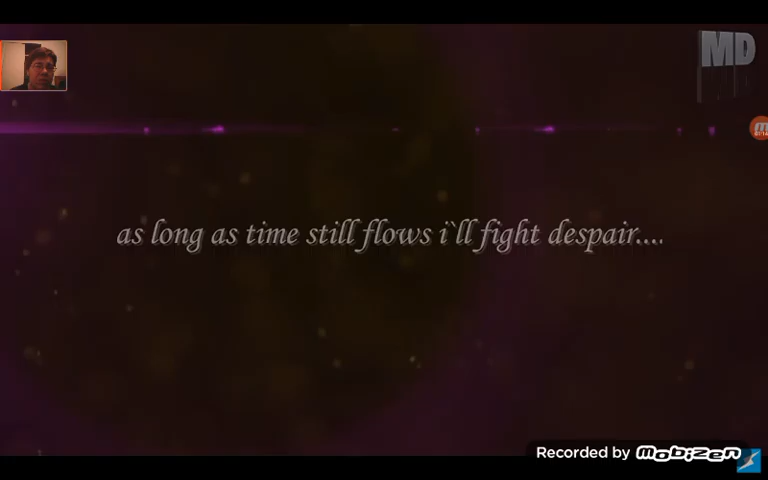 MD
as long as time still flows i`ll fight despair....
Recorded by mobizen